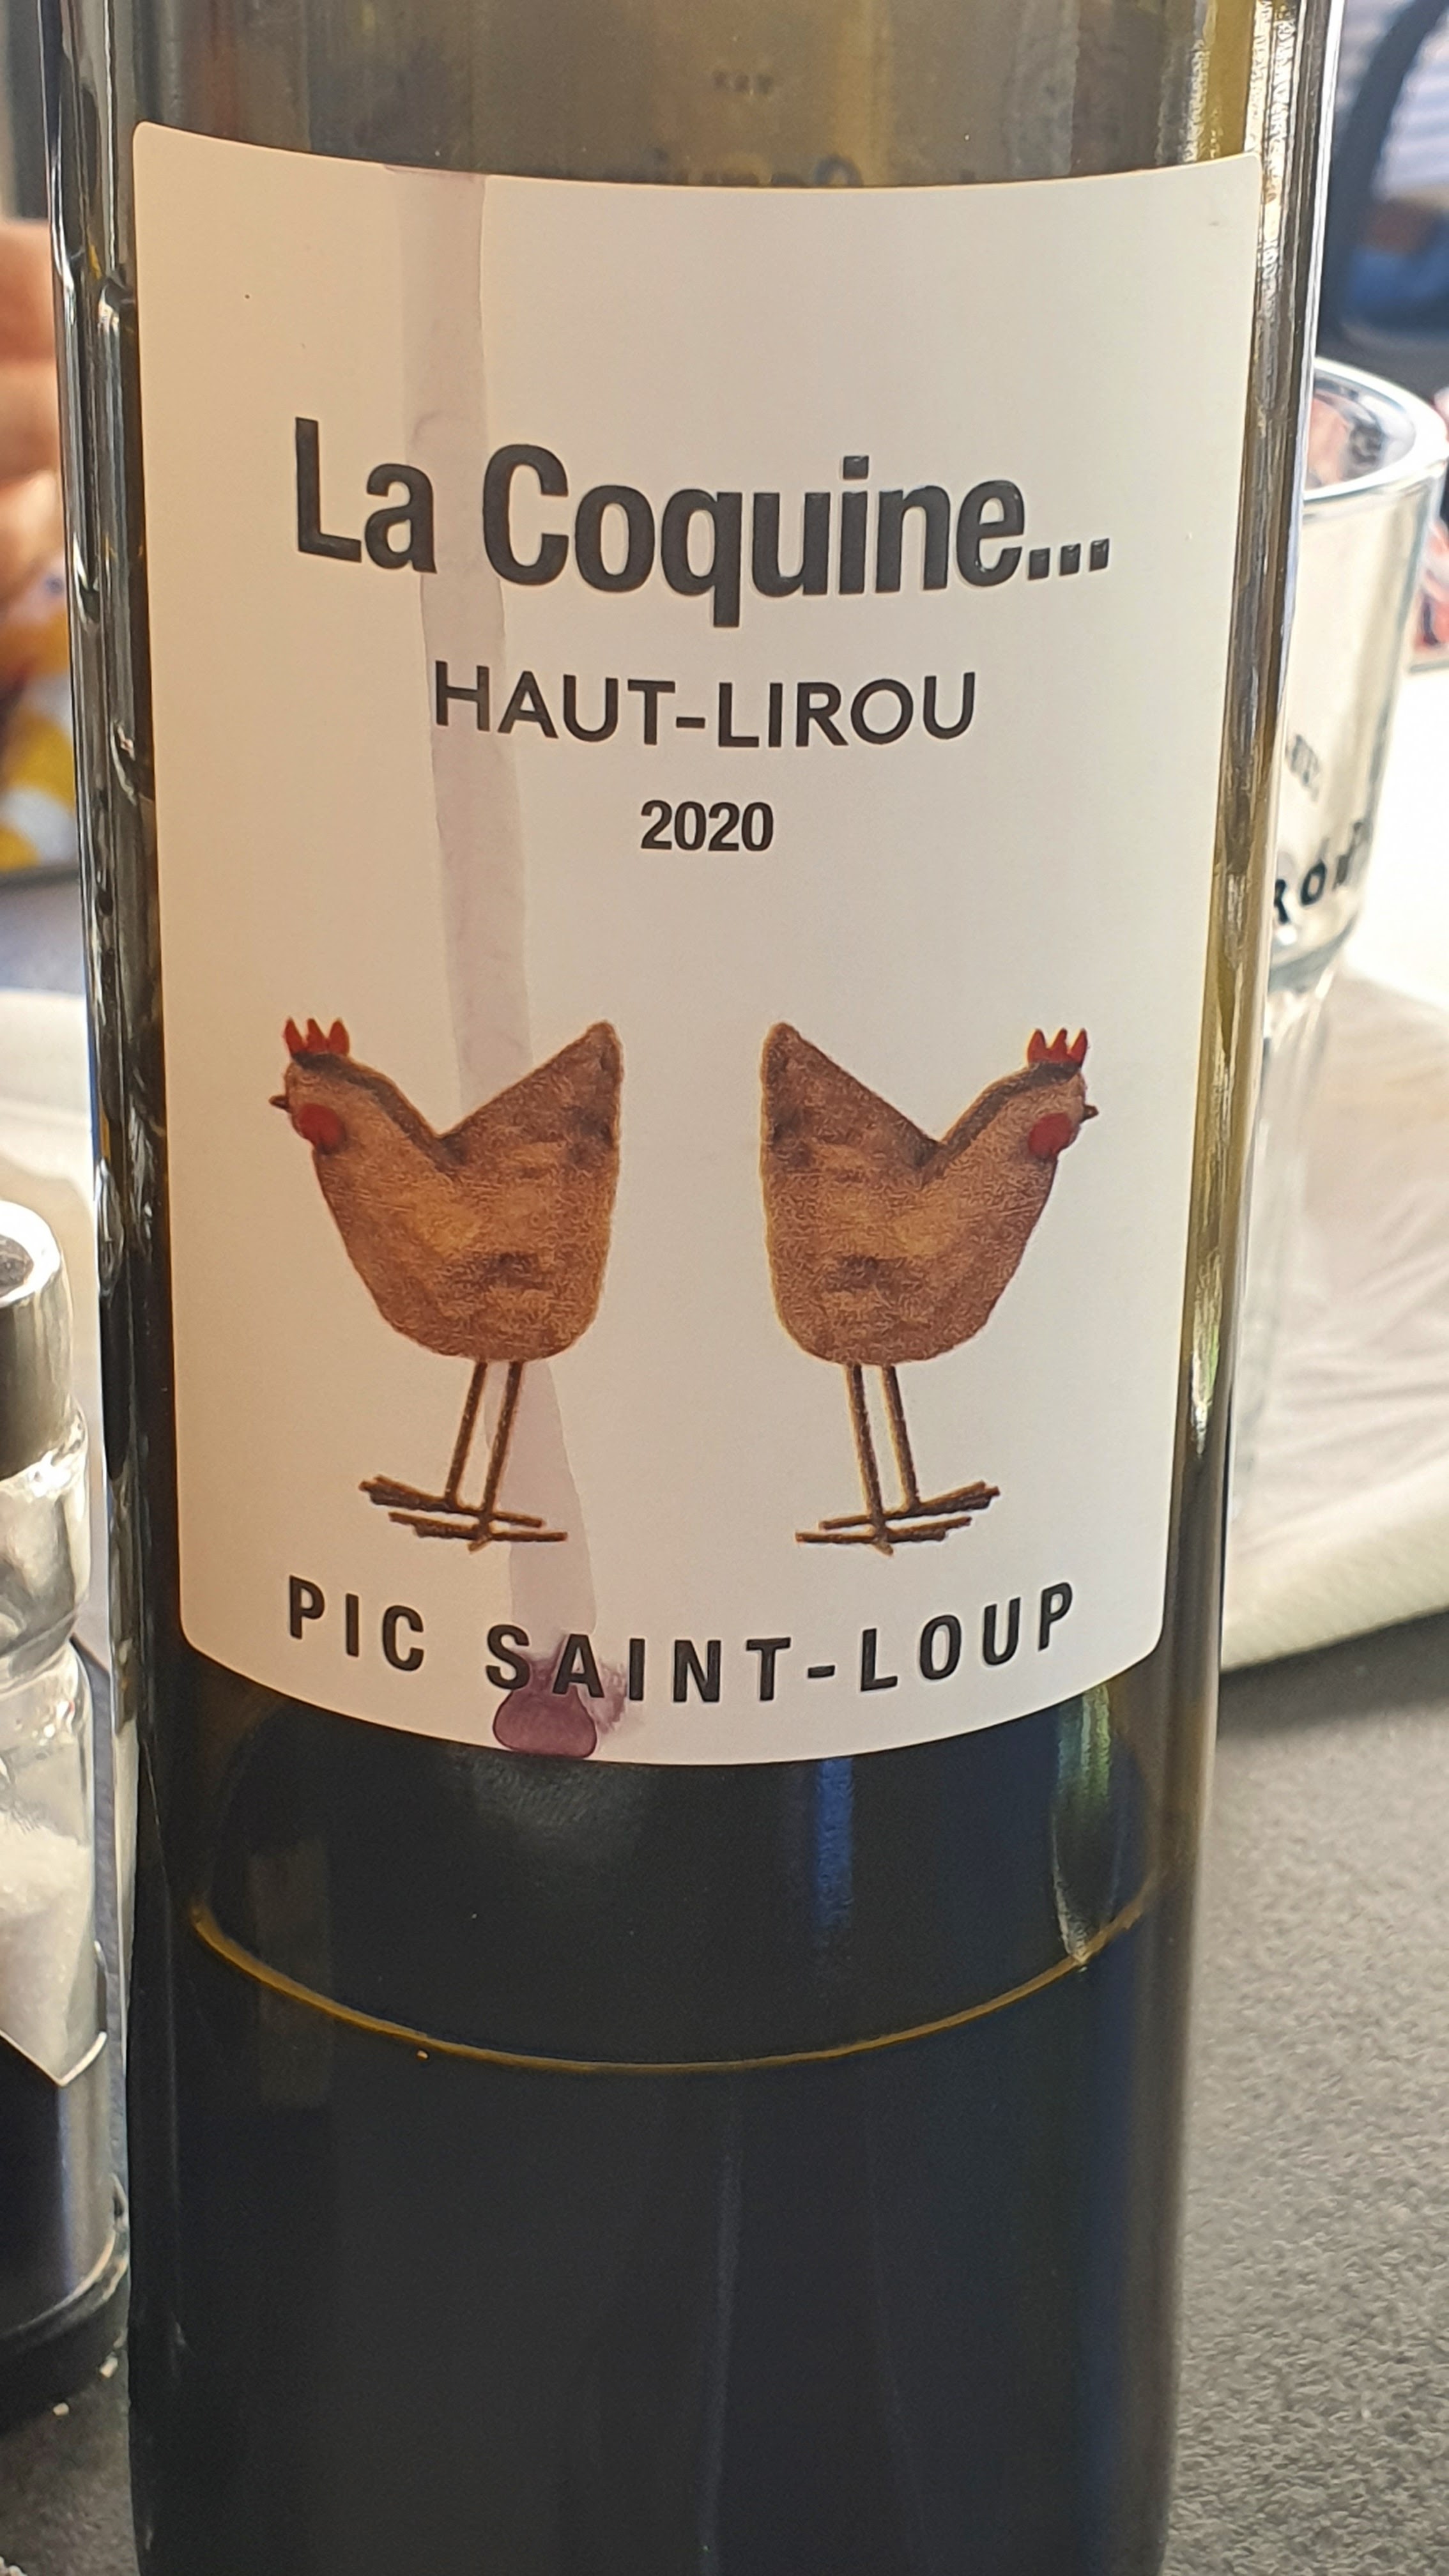 La Coquine...
HAUT-LIROU
2020
PIC SAINT-LOUP